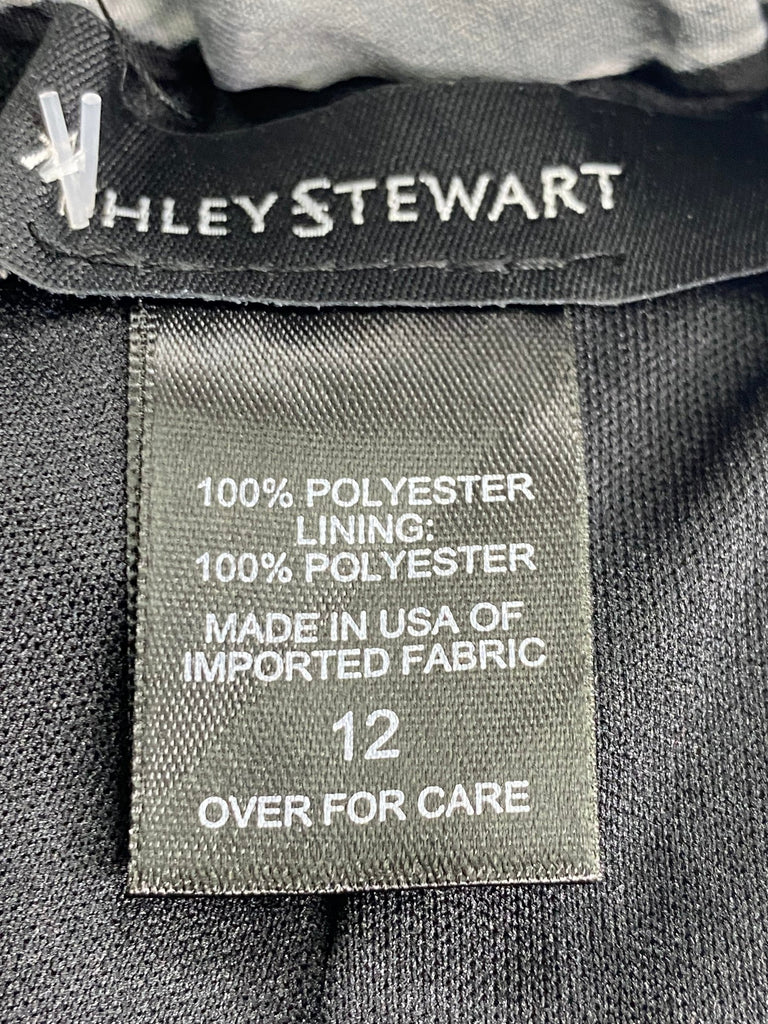 HLEY STEWART
100% POLYESTER
LINING:
100% POLYESTER
MADE IN USA OF
IMPORTED FABRIC
12
OVER FOR CARE